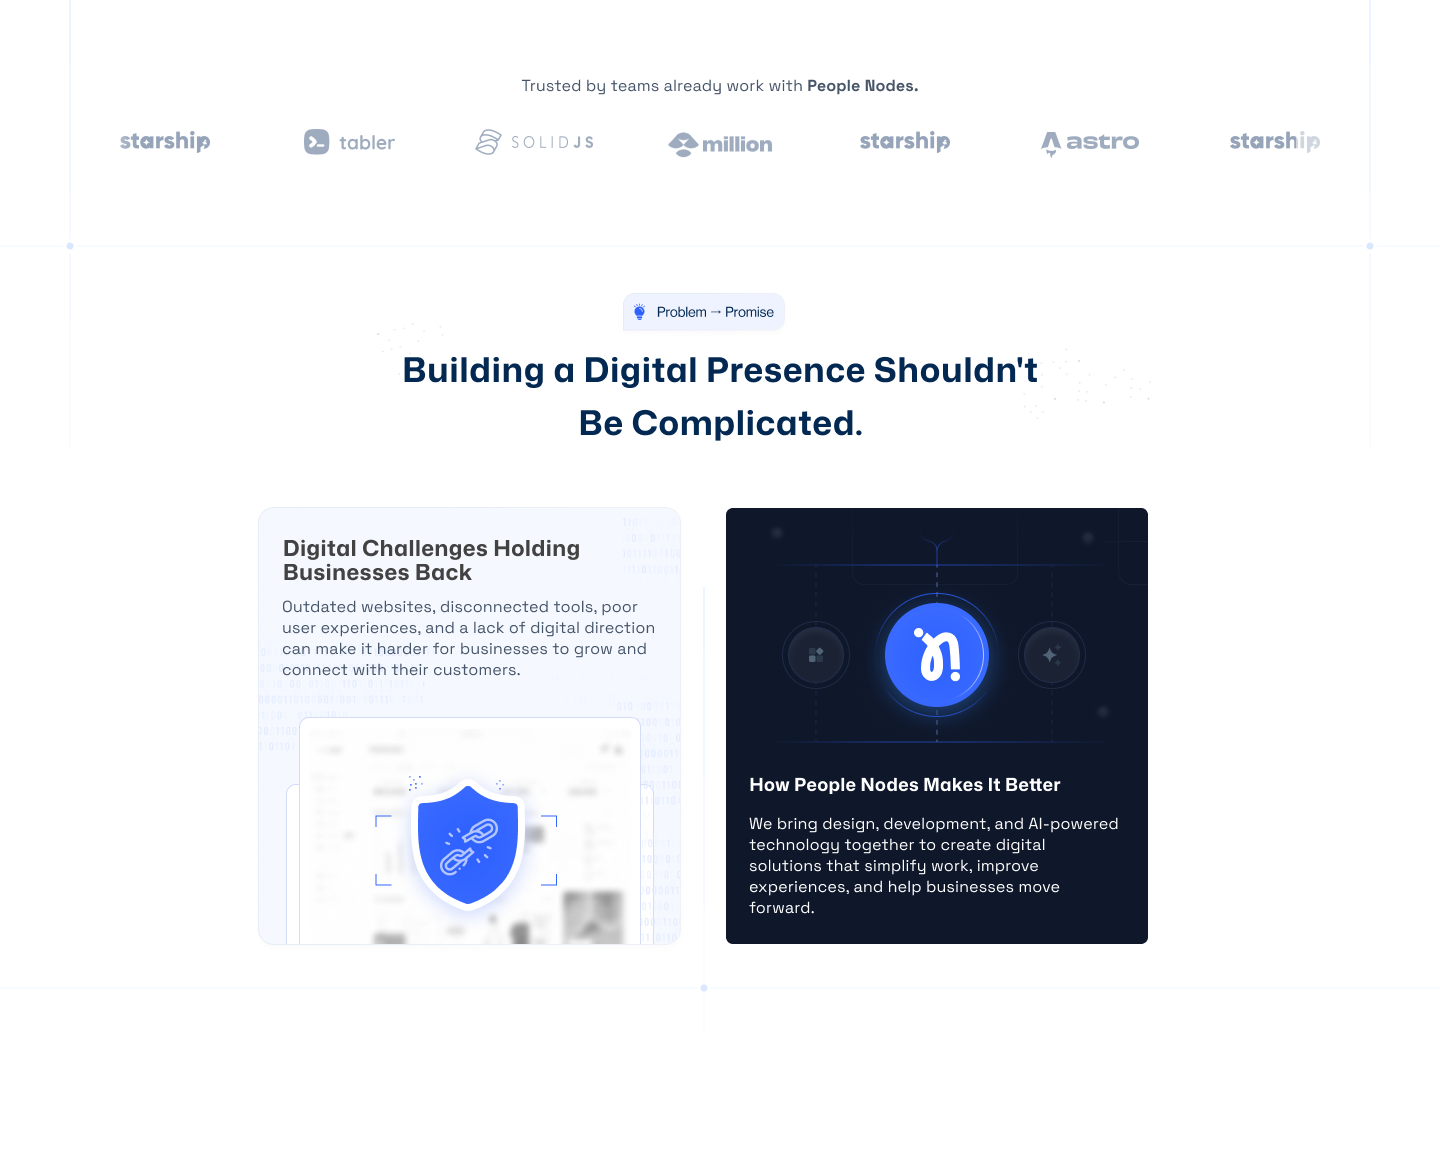 Trusted by teams already work with People Nodes.
starship
tabler
SOLIDJS
million
starship
astro
starship
Problem → Promise
Building a Digital Presence Shouldn't
Be Complicated.
Digital Challenges Holding
Businesses Back
Outdated websites, disconnected tools, poor
user experiences, and a lack of digital direction
can make it harder for businesses to grow and
connect with their customers.
How People Nodes Makes It Better
We bring design, development, and AI-powered
technology together to create digital
solutions that simplify work, improve
experiences, and help businesses move
forward.